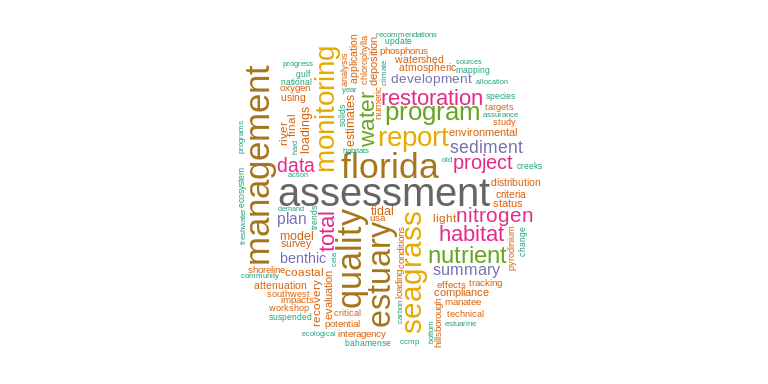 recommendations
update
phosphorus
watershed
atmospheric
sources
mapping
development
allocation
progress
gulf
national
oxygen
using
monitoring
analysis
application
chlorophylla
deposition
climate
year
numeric
restoration
species
targets
assurance
study
program
management
river
final
hard
loadings
solids
estimates
water
report
environmental
sediment
programs
habitats
data
action
florida
old
project
creeks
ecosystem
assessment
distribution
criteria
status
freshwater
demand
plan
trends
total
quality
tidal
usa
light
nitrogen
habitat
model
survey
benthic
ceia
estuary
conditions
seagrass
nutrient
pyrodinium
change
shoreline
community
coastal
summary
attenuation
southwest
impacts
workshop
suspended
recovery
evaluation
critical
potential
carbon
loading
effects
tracking
compliance
manatee
technical
estuarine
hillsborough
bottom
ecological
interagency
bahamense
ccmp